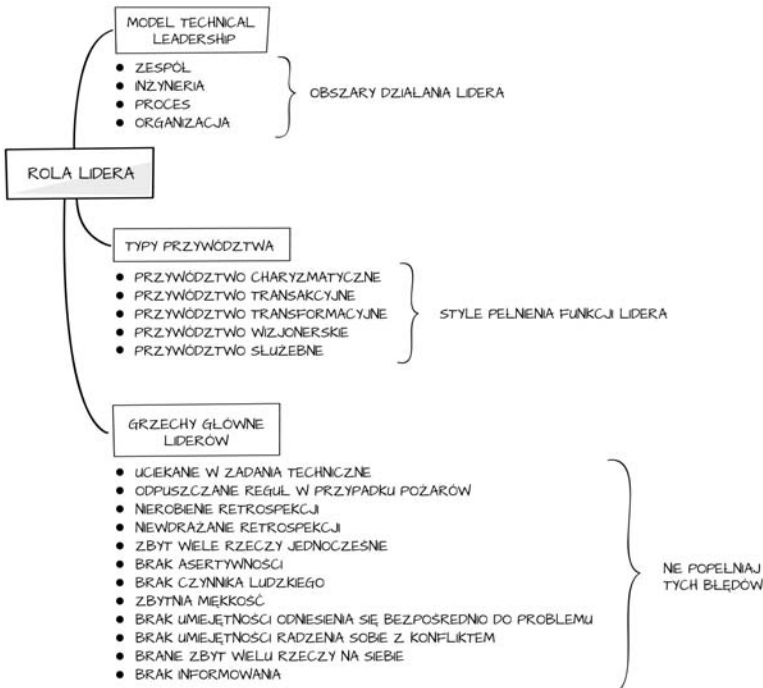 MODEL TECHNICAL
LEADERSHIP
● ZESPÓŁ
● INŻYNIERIA
● PROCES
● ORGANIZACJA
OBSZARY DZIAŁANIA LIDERA
ROLA LIDERA
TYPY PRZYWÓDZTWA
● PRZYWÓDZTWO CHARYZMATYCZNE
● PRZYWÓDZTWO TRANSAKCYJNE
● PRZYWÓDZTWO TRANSFORMACYJNE
● PRZYWÓDZTWO WIZJONERSKIE
● PRZYWÓDZTWO SŁUŻEBNE
STYLE PEŁNIENIA FUNKCJI LIDERA
GRZECHY GŁÓWNE
LIDERÓW
● UCIEKANIE W ZADANIA TECHNICZNE
● ODPUSZCZANIE REGUŁ W PRZYPADKU POŻARÓW
● NIEROBIENIE RETROSPEKCJI
● NIEWDRAŻANIE RETROSPEKCJI
● ZBYT WIELE RZECZY JEDNOCZEŚNIE
● BRAK ASERTYWNOŚCI
● BRAK CZYNNIKA LUDZKIEGO
● ZBYTNIA MIĘKKOŚĆ
● BRAK UMIEJĘTNOŚCI ODNIESIENIA SIĘ BEZPOŚREDNIO DO PROBLEMU
● BRAK UMIEJĘTNOŚCI RADZENIA SOBIE Z KONFLIKTEM
● BRANIE ZBYT WIELU RZECZY NA SIEBIE
● BRAK INFORMOWANIA
NIE POPEŁNIAJ
TYCH BŁĘDÓW